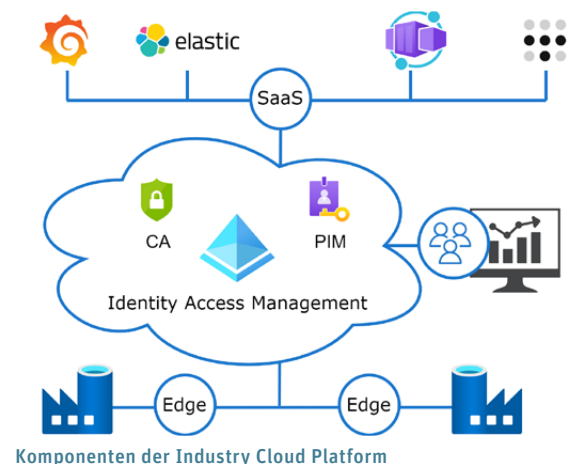 elastic
SaaS
CA
PIM
Identity Access Management
Edge
Edge
Komponenten der Industry Cloud Platform